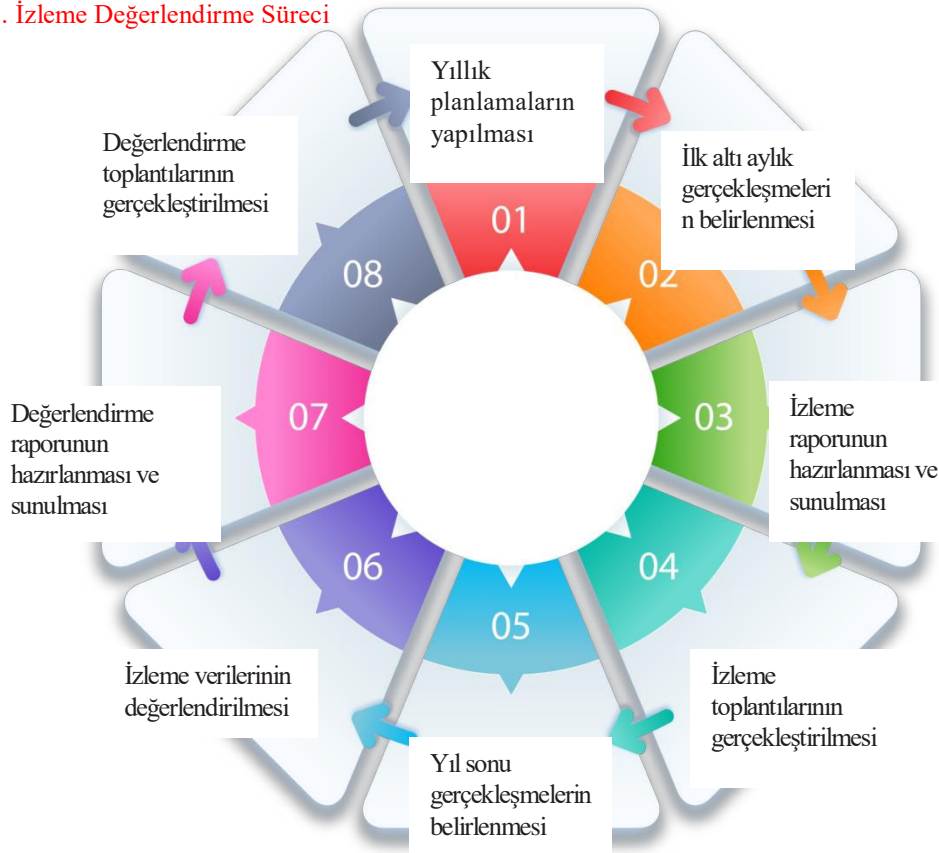 . İzleme Değerlendirme Süreci
Yıllık
planlamaların
yapılması
01
İlk altı aylık
gerçekleşmeleri
n belirlenmesi
02
İzleme
raporunun
hazırlanması ve
sunulması
03
İzleme
toplantılarının
gerçekleştirilmesi
04
Yıl sonu
gerçekleşmelerin
belirlenmesi
05
İzleme verilerinin
değerlendirilmesi
06
Değerlendirme
raporunun
hazırlanması ve
sunulması
07
Değerlendirme
toplantılarının
gerçekleştirilmesi
08